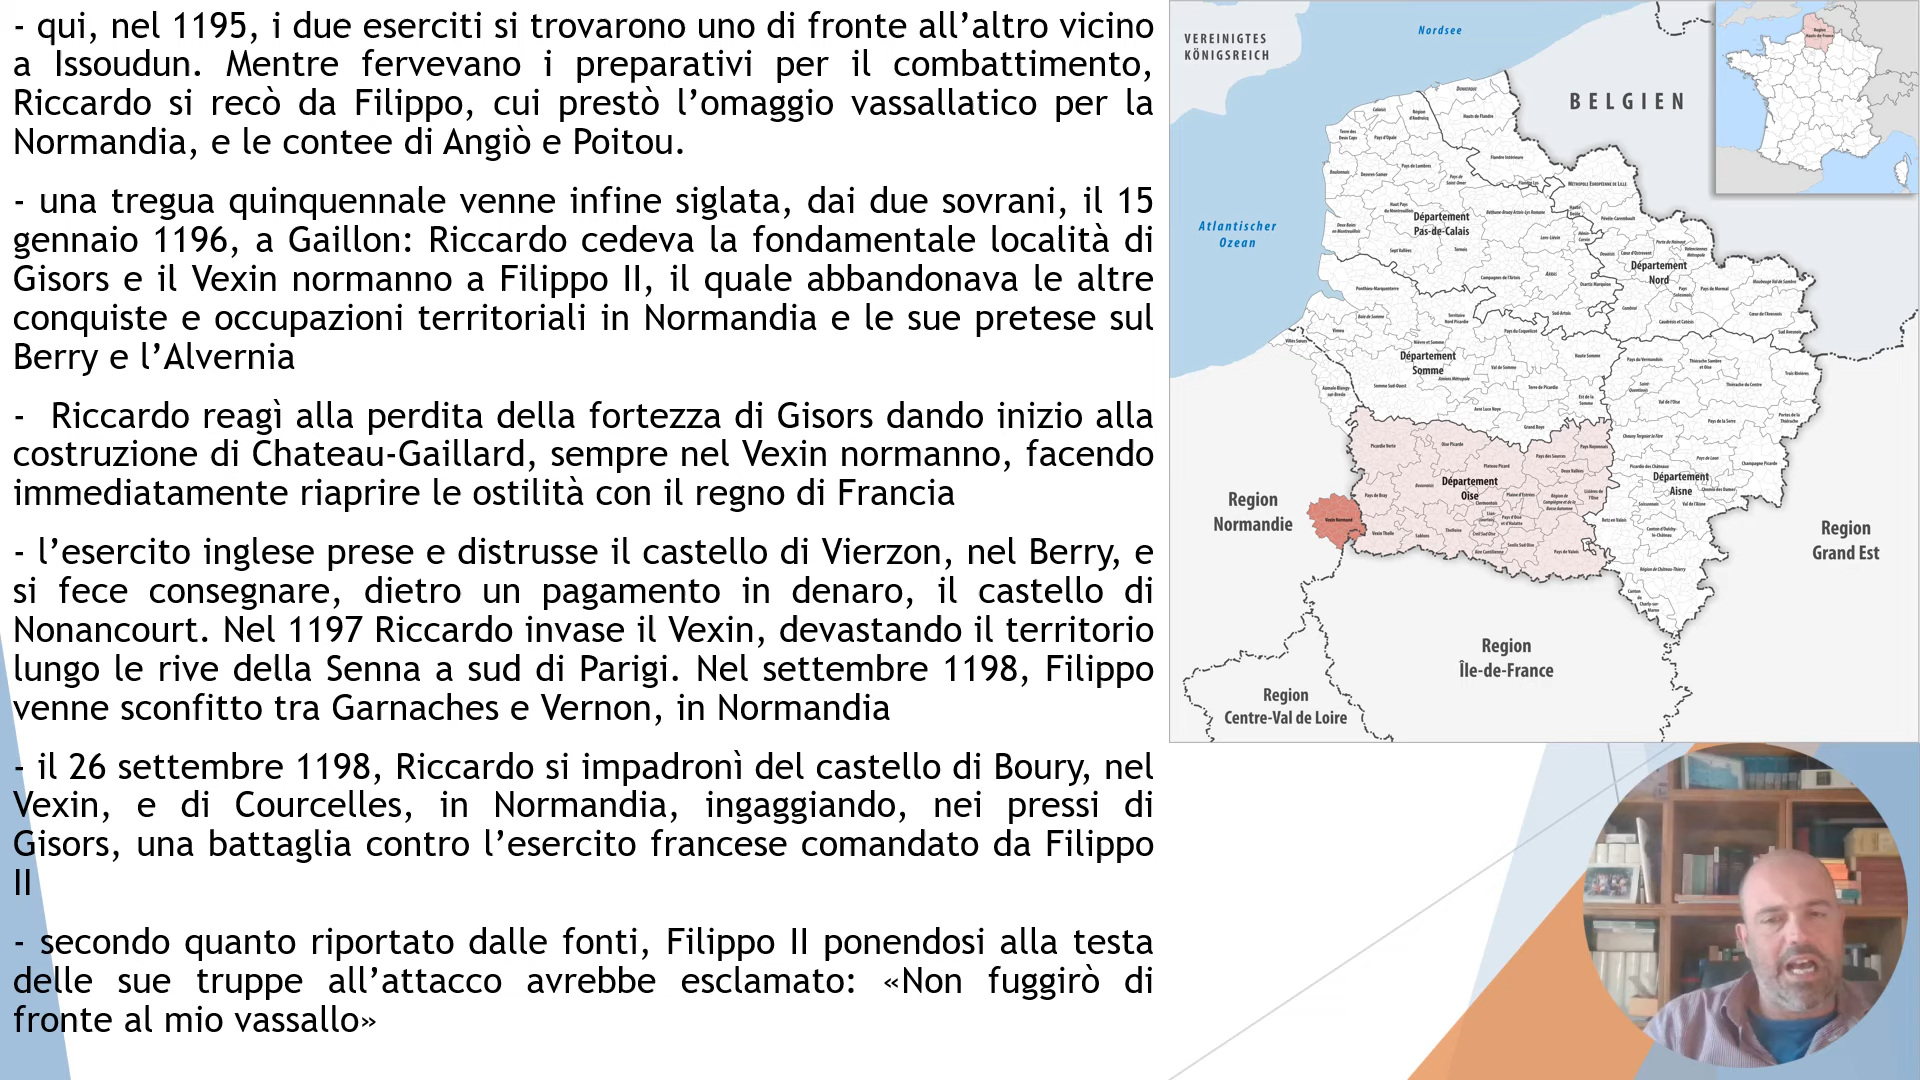 - qui, nel 1195, i due eserciti si trovarono uno di fronte all’altro vicino
a Issoudun. Mentre fervevano i preparativi per il combattimento,
Riccardo si recò da Filippo, cui prestò l’omaggio vassallatico per la
Normandia, e le contee di Angiò e Poitou.
- una tregua quinquennale venne infine siglata, dai due sovrani, il 15
gennaio 1196, a Gaillon: Riccardo cedeva la fondamentale località di
Gisors e il Vexin normanno a Filippo II, il quale abbandonava le altre
conquiste e occupazioni territoriali in Normandia e le sue pretese sul
Berry e l’Alvernia
- Riccardo reagì alla perdita della fortezza di Gisors dando inizio alla
costruzione di Chateau-Gaillard, sempre nel Vexin normanno, facendo
immediatamente riaprire le ostilità con il regno di Francia
- l’esercito inglese prese e distrusse il castello di Vierzon, nel Berry, e
si fece consegnare, dietro un pagamento in denaro, il castello di
Nonancourt. Nel 1197 Riccardo invase il Vexin, devastando il territorio
lungo le rive della Senna a sud di Parigi. Nel settembre 1198, Filippo
venne sconfitto tra Garnaches e Vernon, in Normandia
- il 26 settembre 1198, Riccardo si impadronì del castello di Boury, nel
Vexin, e di Courcelles, in Normandia, ingaggiando, nei pressi di
Gisors, una battaglia contro l’esercito francese comandato da Filippo
II
- secondo quanto riportato dalle fonti, Filippo II ponendosi alla testa
delle sue truppe all’attacco avrebbe esclamato: «Non fuggirò di
fronte al mio vassallo»
VEREINIGTES
KÖNIGREICH
Nordsee
BELGIEN
Atlantischer
Ozean
Département
Pas-de-Calais
Département
Nord
Département
Somme
Département
Oise
Département
Aisne
Region
Normandie
Region
Grand Est
Region
Île-de-France
Region
Centre-Val de Loire